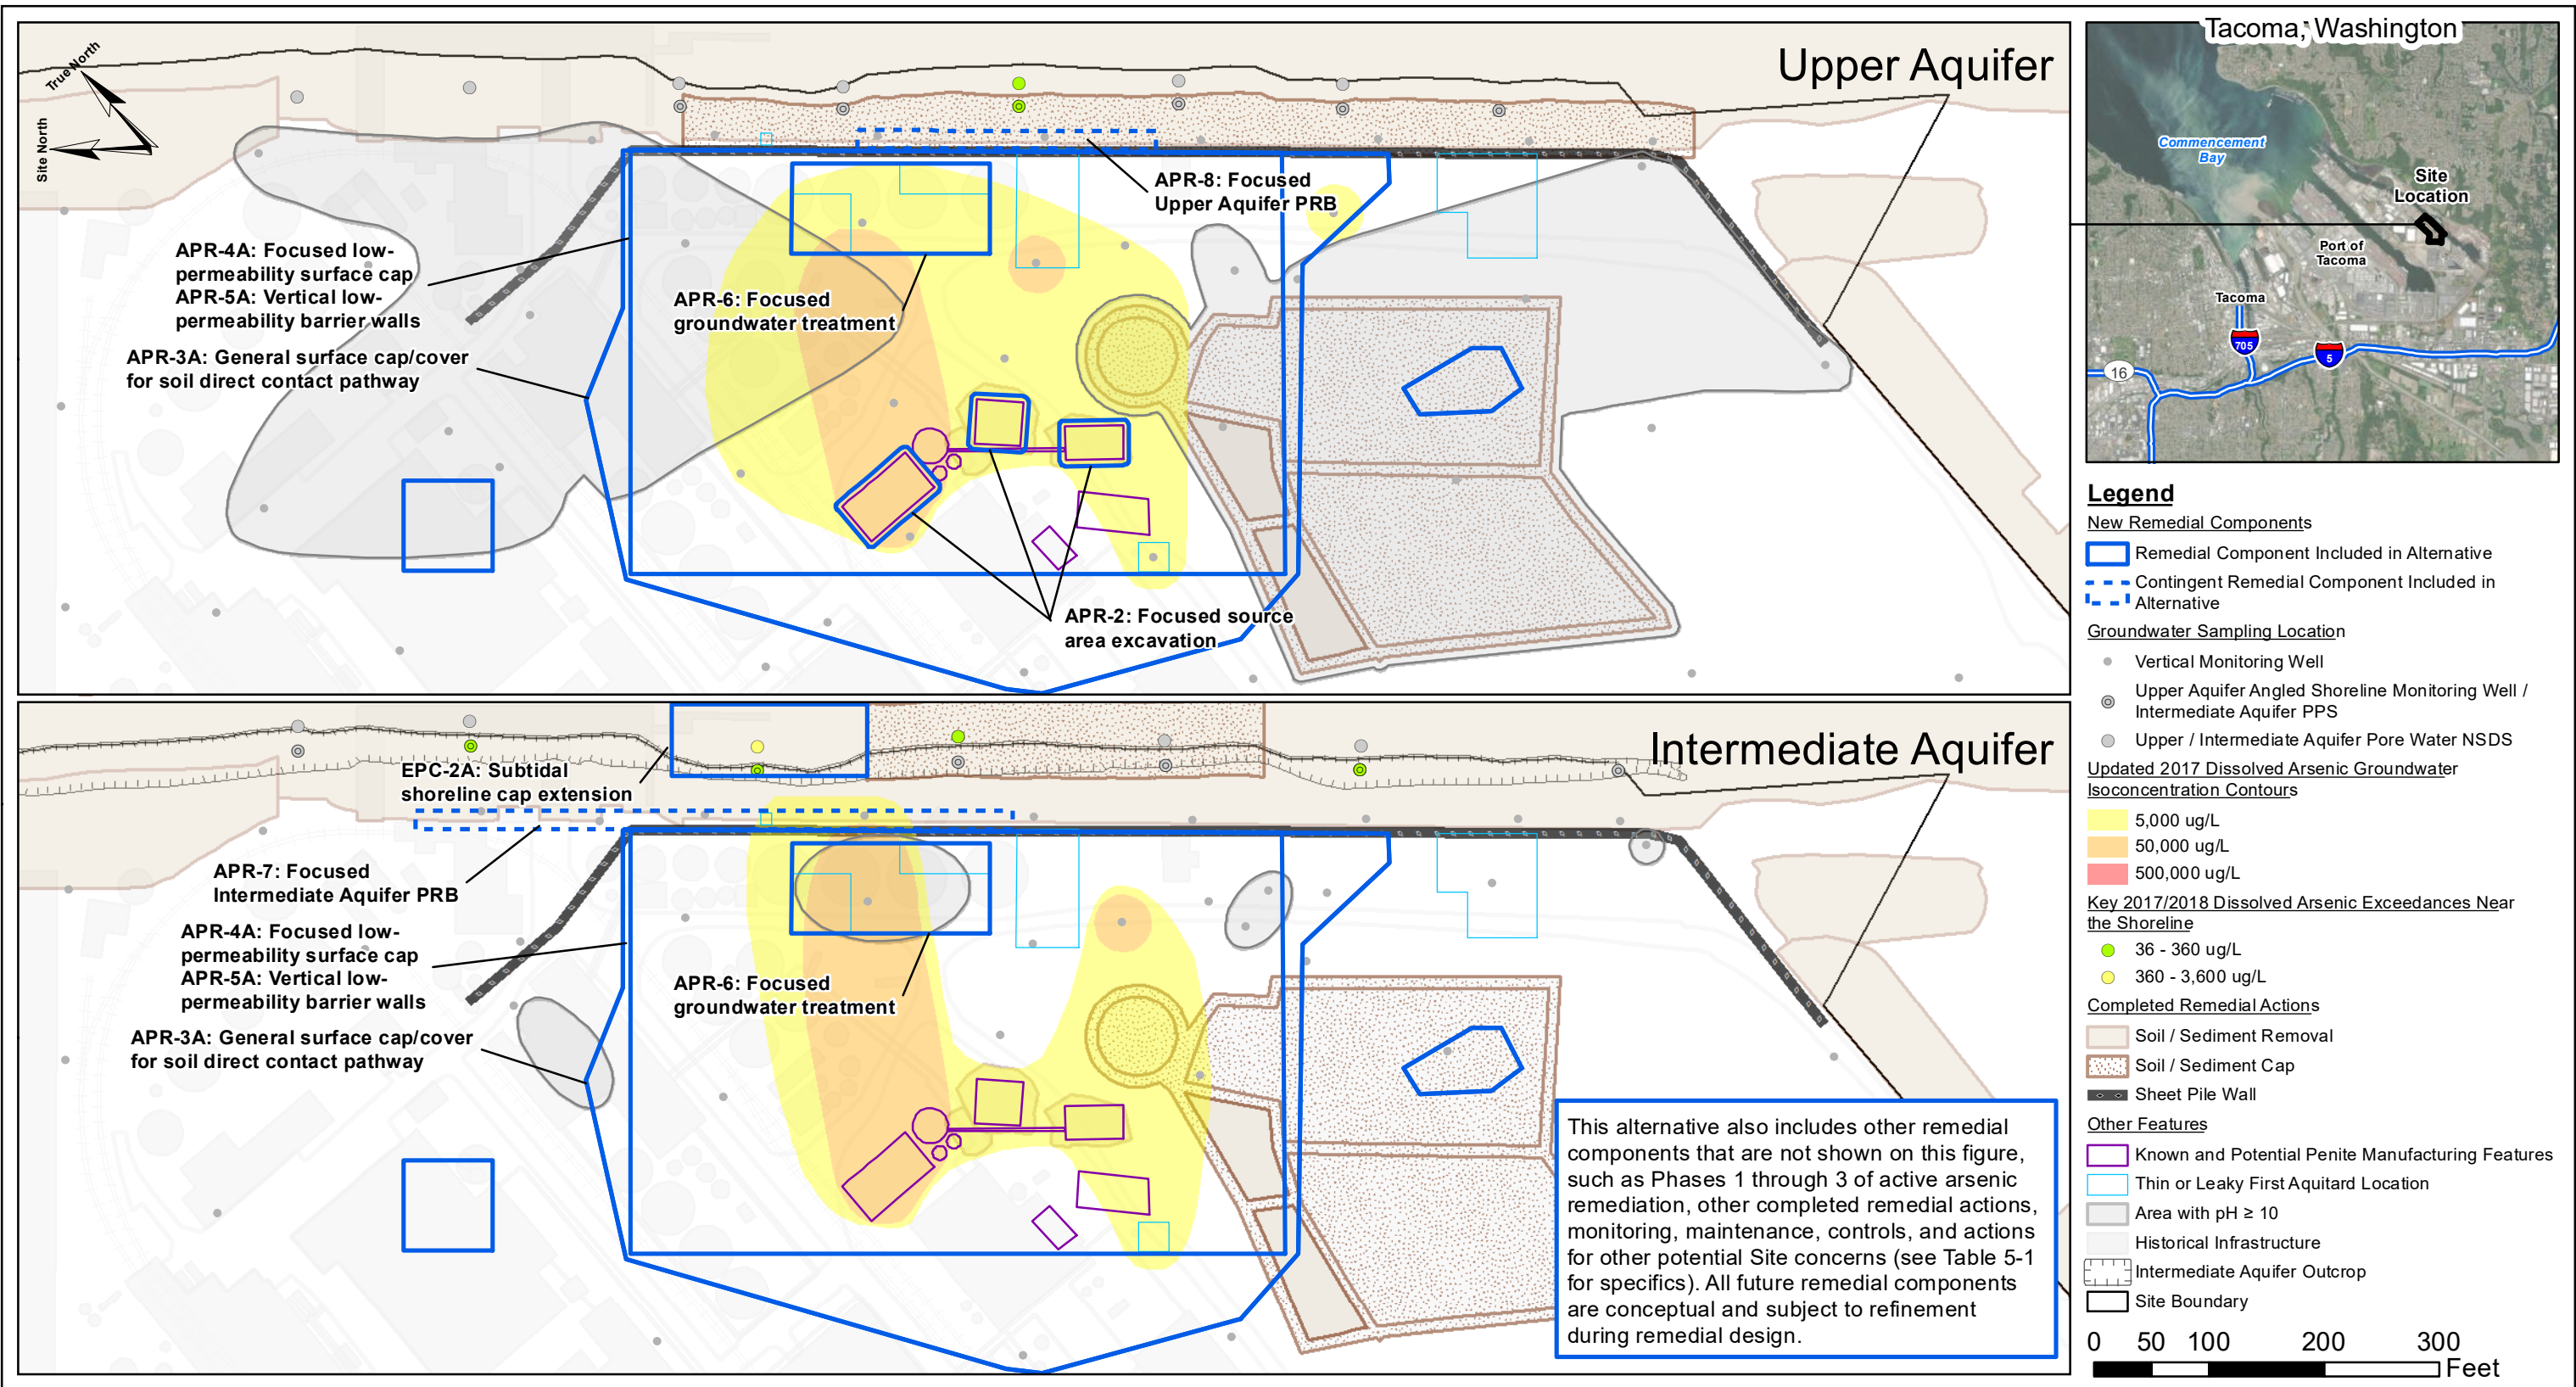 Upper Aquifer
True North
Site North
APR-8: Focused
Upper Aquifer PRB
APR-4A: Focused low-
permeability surface cap
APR-5A: Vertical low-
permeability barrier walls
APR-6: Focused
groundwater treatment
APR-3A: General surface cap/cover
for soil direct contact pathway
APR-2: Focused source
area excavation
Intermediate Aquifer
EPC-2A: Subtidal
shoreline cap extension
APR-7: Focused
Intermediate Aquifer PRB
APR-4A: Focused low-
permeability surface cap
APR-5A: Vertical low-
permeability barrier walls
APR-6: Focused
groundwater treatment
APR-3A: General surface cap/cover
for soil direct contact pathway
This alternative also includes other remedial
components that are not shown on this figure,
such as Phases 1 through 3 of active arsenic
remediation, other completed remedial actions,
monitoring, maintenance, controls, and actions
for other potential Site concerns (see Table 5-1
for specifics). All future remedial components
are conceptual and subject to refinement
during remedial design.
Tacoma, Washington
Commencement
Bay
Site
Location
Port of
Tacoma
Tacoma
705
5
16
Legend
New Remedial Components
Remedial Component Included in Alternative
Contingent Remedial Component Included in
Alternative
Groundwater Sampling Location
Vertical Monitoring Well
Upper Aquifer Angled Shoreline Monitoring Well /
Intermediate Aquifer PPS
Upper / Intermediate Aquifer Pore Water NSDS
Updated 2017 Dissolved Arsenic Groundwater
Isoconcentration Contours
5,000 ug/L
50,000 ug/L
500,000 ug/L
Key 2017/2018 Dissolved Arsenic Exceedances Near
the Shoreline
36 - 360 ug/L
360 - 3,600 ug/L
Completed Remedial Actions
Soil / Sediment Removal
Soil / Sediment Cap
Sheet Pile Wall
Other Features
Known and Potential Penite Manufacturing Features
Thin or Leaky First Aquitard Location
Area with pH ≥ 10
Historical Infrastructure
Intermediate Aquifer Outcrop
Site Boundary
0 50 100 200 300
Feet